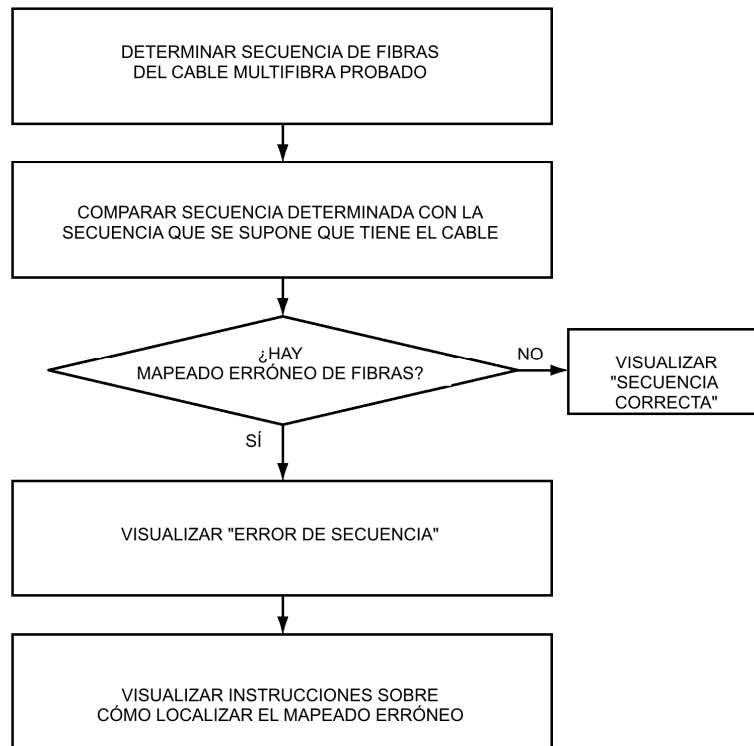 DETERMINAR SECUENCIA DE FIBRAS
DEL CABLE MULTIFIBRA PROBADO
COMPARAR SECUENCIA DETERMINADA CON LA
SECUENCIA QUE SE SUPONE QUE TIENE EL CABLE
¿HAY
MAPEADO ERRÓNEO DE FIBRAS?
NO
VISUALIZAR
"SECUENCIA
CORRECTA"
SÍ
VISUALIZAR "ERROR DE SECUENCIA"
VISUALIZAR INSTRUCCIONES SOBRE
CÓMO LOCALIZAR EL MAPEADO ERRÓNEO